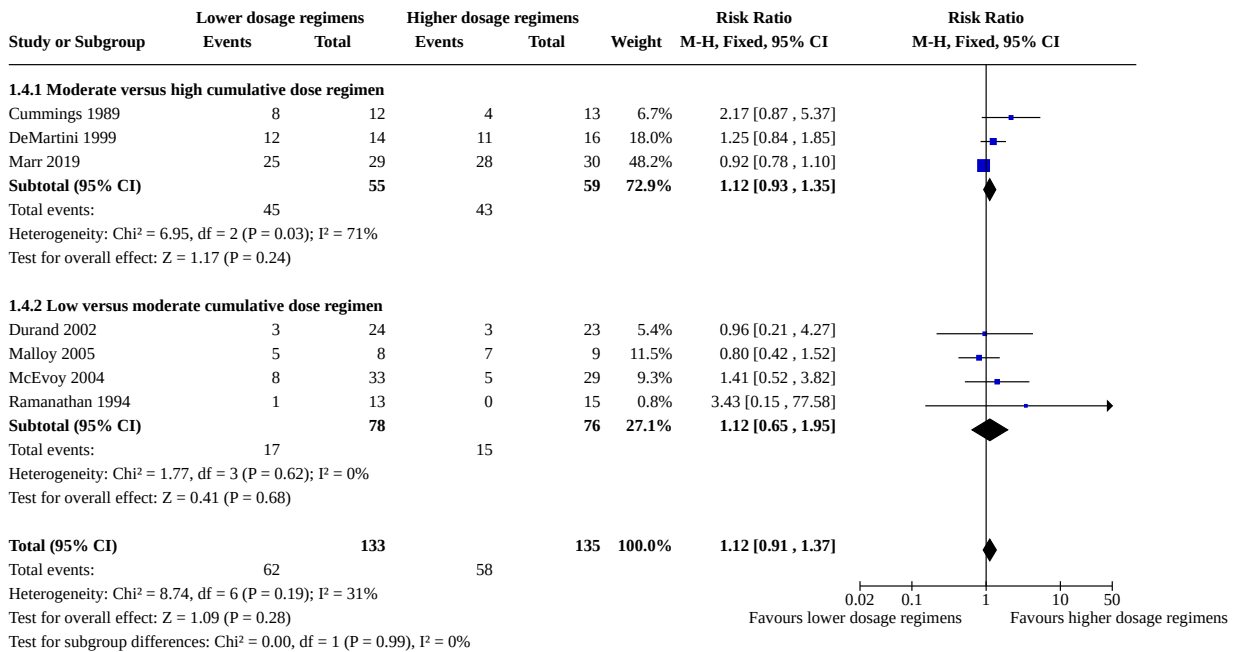 Lower dosage regimens Higher dosage regimens Risk Ratio Risk Ratio
Study or Subgroup Events Total Events Total Weight M-H, Fixed, 95% CI M-H, Fixed, 95% CI
1.4.1 Moderate versus high cumulative dose regimen
Cummings 1989 8 12 4 13 6.7% 2.17 [0.87 , 5.37]
DeMartini 1999 12 14 11 16 18.0% 1.25 [0.84 , 1.85]
Marr 2019 25 29 28 30 48.2% 0.92 [0.78 , 1.10]
Subtotal (95% CI) 55 59 72.9% 1.12 [0.93 , 1.35]
Total events: 45 43
Heterogeneity: Chi² = 6.95, df = 2 (P = 0.03); I² = 71%
Test for overall effect: Z = 1.17 (P = 0.24)
1.4.2 Low versus moderate cumulative dose regimen
Durand 2002 3 24 3 23 5.4% 0.96 [0.21 , 4.27]
Malloy 2005 5 8 7 9 11.5% 0.80 [0.42 , 1.52]
McEvoy 2004 8 33 5 29 9.3% 1.41 [0.52 , 3.82]
Ramanathan 1994 1 13 0 15 0.8% 3.43 [0.15 , 77.58]
Subtotal (95% CI) 78 76 27.1% 1.12 [0.65 , 1.95]
Total events: 17 15
Heterogeneity: Chi² = 1.77, df = 3 (P = 0.62); I² = 0%
Test for overall effect: Z = 0.41 (P = 0.68)
Total (95% CI) 133 135 100.0% 1.12 [0.91 , 1.37]
Total events: 62 58
Heterogeneity: Chi² = 8.74, df = 6 (P = 0.19); I² = 31%
0.02 0.1 1 10 50
Test for overall effect: Z = 1.09 (P = 0.28) Favours lower dosage regimens Favours higher dosage regimens
Test for subgroup differences: Chi² = 0.00, df = 1 (P = 0.99), I² = 0%